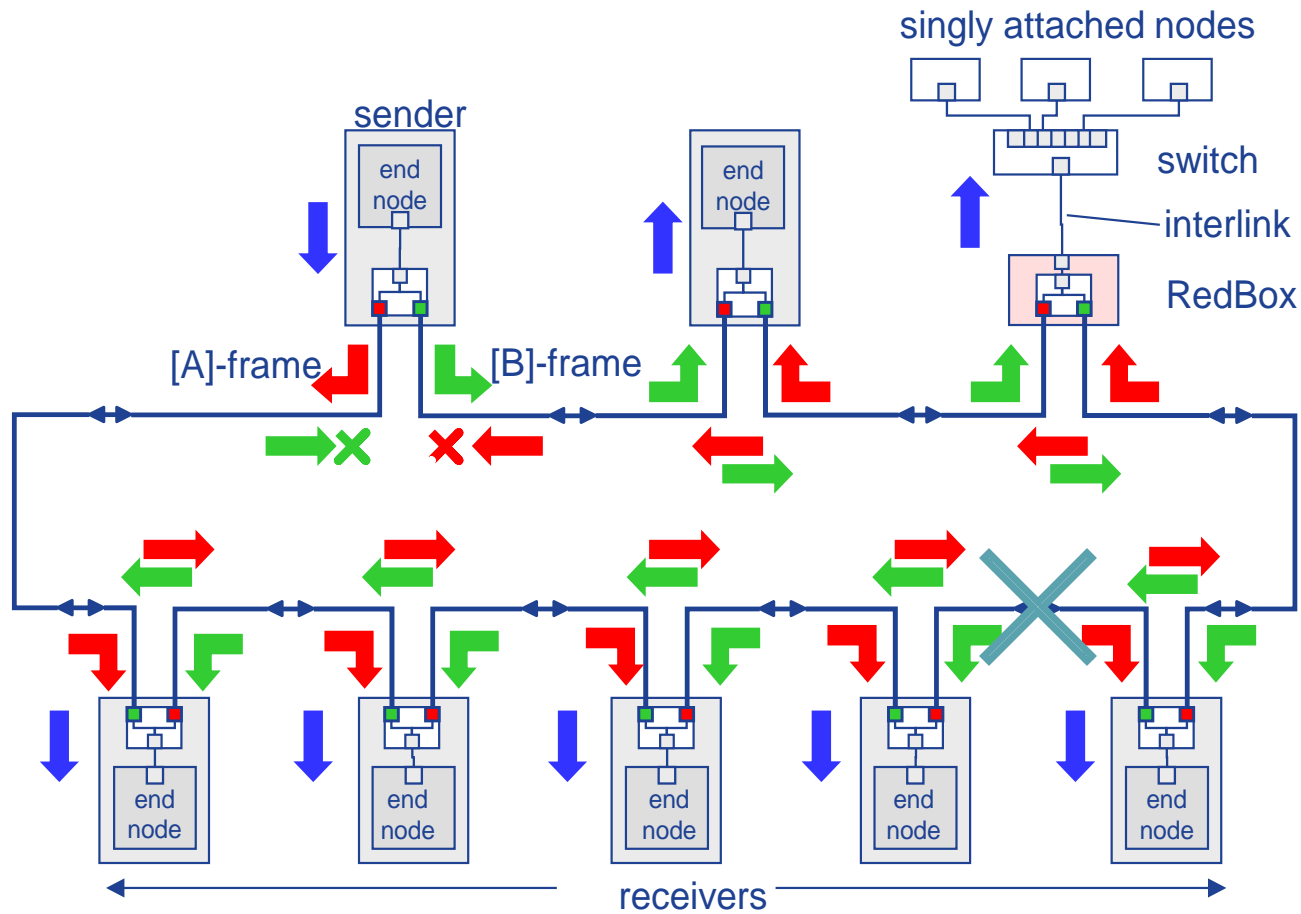 singly attached nodes
sender
end
node
end
node
switch
interlink
RedBox
[A]-frame
[B]-frame
end
node
end
node
end
node
end
node
end
node
receivers